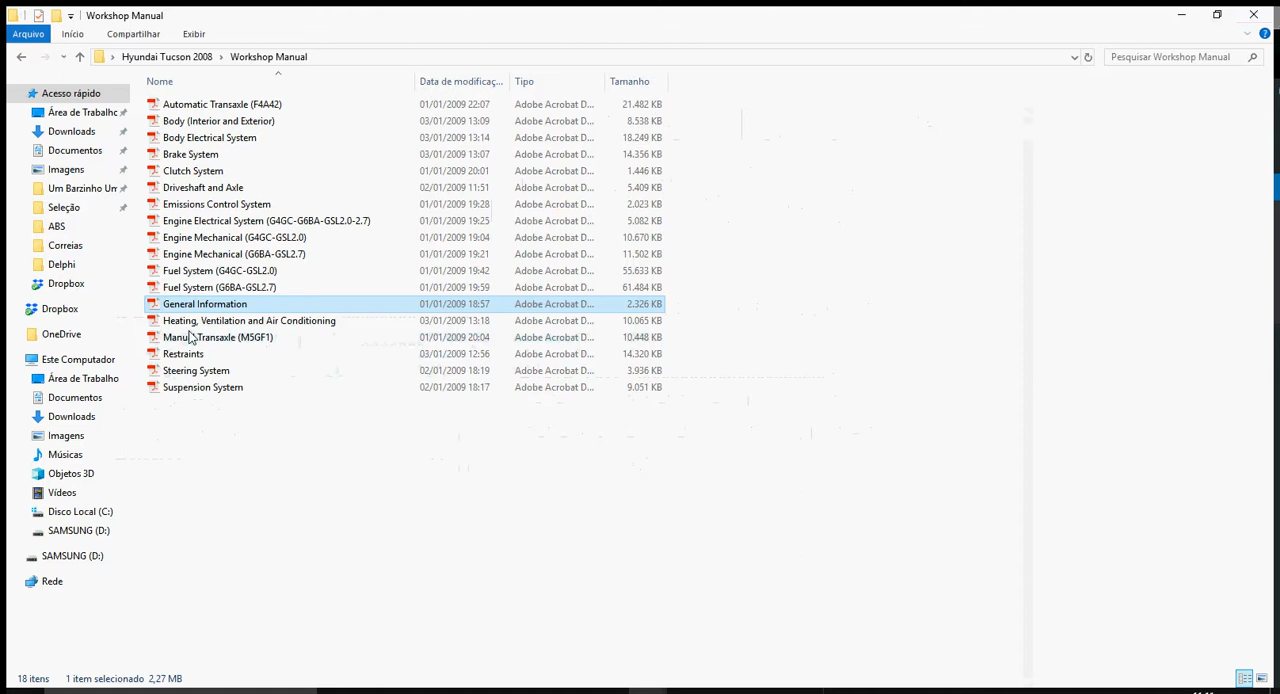 Workshop Manual
Arquivo Início Compartilhar Exibir
Hyundai Tucson 2008 › Workshop Manual
Pesquisar Workshop Manual
Nome Data de modificaç... Tipo Tamanho
Automatic Transaxle (F4A42) 01/01/2009 22:07 Adobe Acrobat D... 21.482 KB
Body (Interior and Exterior) 03/01/2009 13:09 Adobe Acrobat D... 8.538 KB
Body Electrical System 03/01/2009 13:14 Adobe Acrobat D... 18.249 KB
Brake System 03/01/2009 13:07 Adobe Acrobat D... 14.356 KB
Clutch System 01/01/2009 20:01 Adobe Acrobat D... 1.446 KB
Driveshaft and Axle 02/01/2009 11:51 Adobe Acrobat D... 5.409 KB
Emissions Control System 01/01/2009 19:28 Adobe Acrobat D... 2.023 KB
Engine Electrical System (G4GC-G6BA-GSL2.0-2.7) 01/01/2009 19:25 Adobe Acrobat D... 5.082 KB
Engine Mechanical (G4GC-GSL2.0) 01/01/2009 19:04 Adobe Acrobat D... 10.670 KB
Engine Mechanical (G6BA-GSL2.7) 01/01/2009 19:21 Adobe Acrobat D... 11.502 KB
Fuel System (G4GC-GSL2.0) 01/01/2009 19:42 Adobe Acrobat D... 55.633 KB
Fuel System (G6BA-GSL2.7) 01/01/2009 19:59 Adobe Acrobat D... 61.484 KB
General Information 01/01/2009 18:57 Adobe Acrobat D... 2.326 KB
Heating, Ventilation and Air Conditioning 03/01/2009 13:18 Adobe Acrobat D... 10.065 KB
Manual Transaxle (M5GF1) 01/01/2009 20:04 Adobe Acrobat D... 10.448 KB
Restraints 03/01/2009 12:56 Adobe Acrobat D... 14.320 KB
Steering System 02/01/2009 18:19 Adobe Acrobat D... 3.936 KB
Suspension System 02/01/2009 18:17 Adobe Acrobat D... 9.051 KB
Acesso rápido
Área de Trabalho
Downloads
Documentos
Imagens
Um Barzinho Um
Seleção
ABS
Correias
Delphi
Dropbox
Dropbox
OneDrive
Este Computador
Área de Trabalho
Documentos
Downloads
Imagens
Músicas
Objetos 3D
Vídeos
Disco Local (C:)
SAMSUNG (D:)
SAMSUNG (D:)
Rede
18 itens 1 item selecionado 2,27 MB